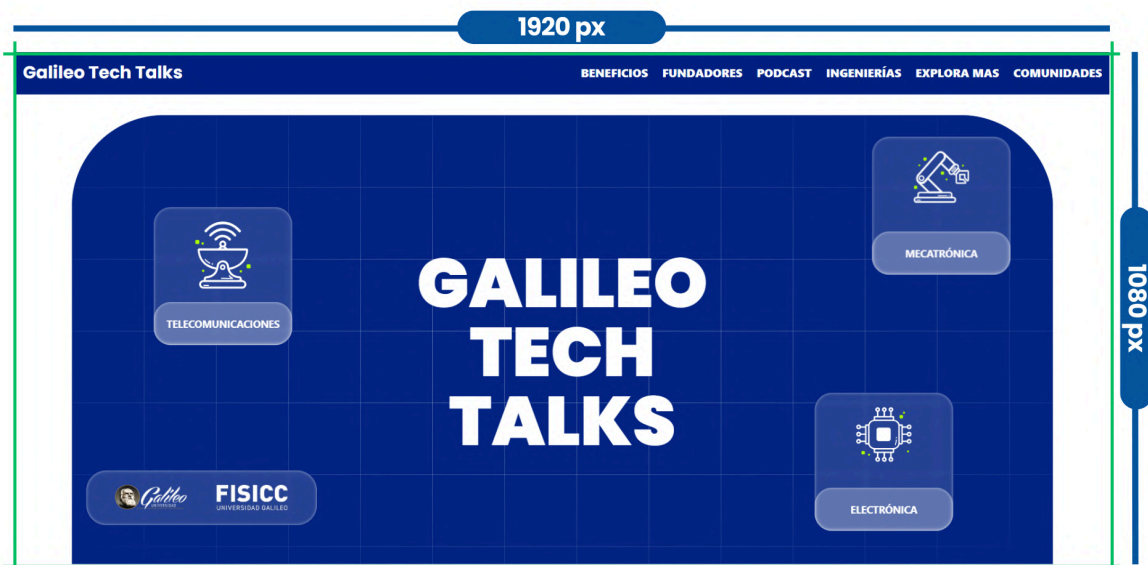 1920 px
Galileo Tech Talks
BENEFICIOS FUNDADORES PODCAST INGENIERÍAS EXPLORA MAS COMUNIDADES
MECATRÓNICA
TELECOMUNICACIONES
GALILEO
TECH
TALKS
1080 px
Galileo
UNIVERSIDAD
FISICC
UNIVERSIDAD GALILEO
ELECTRÓNICA